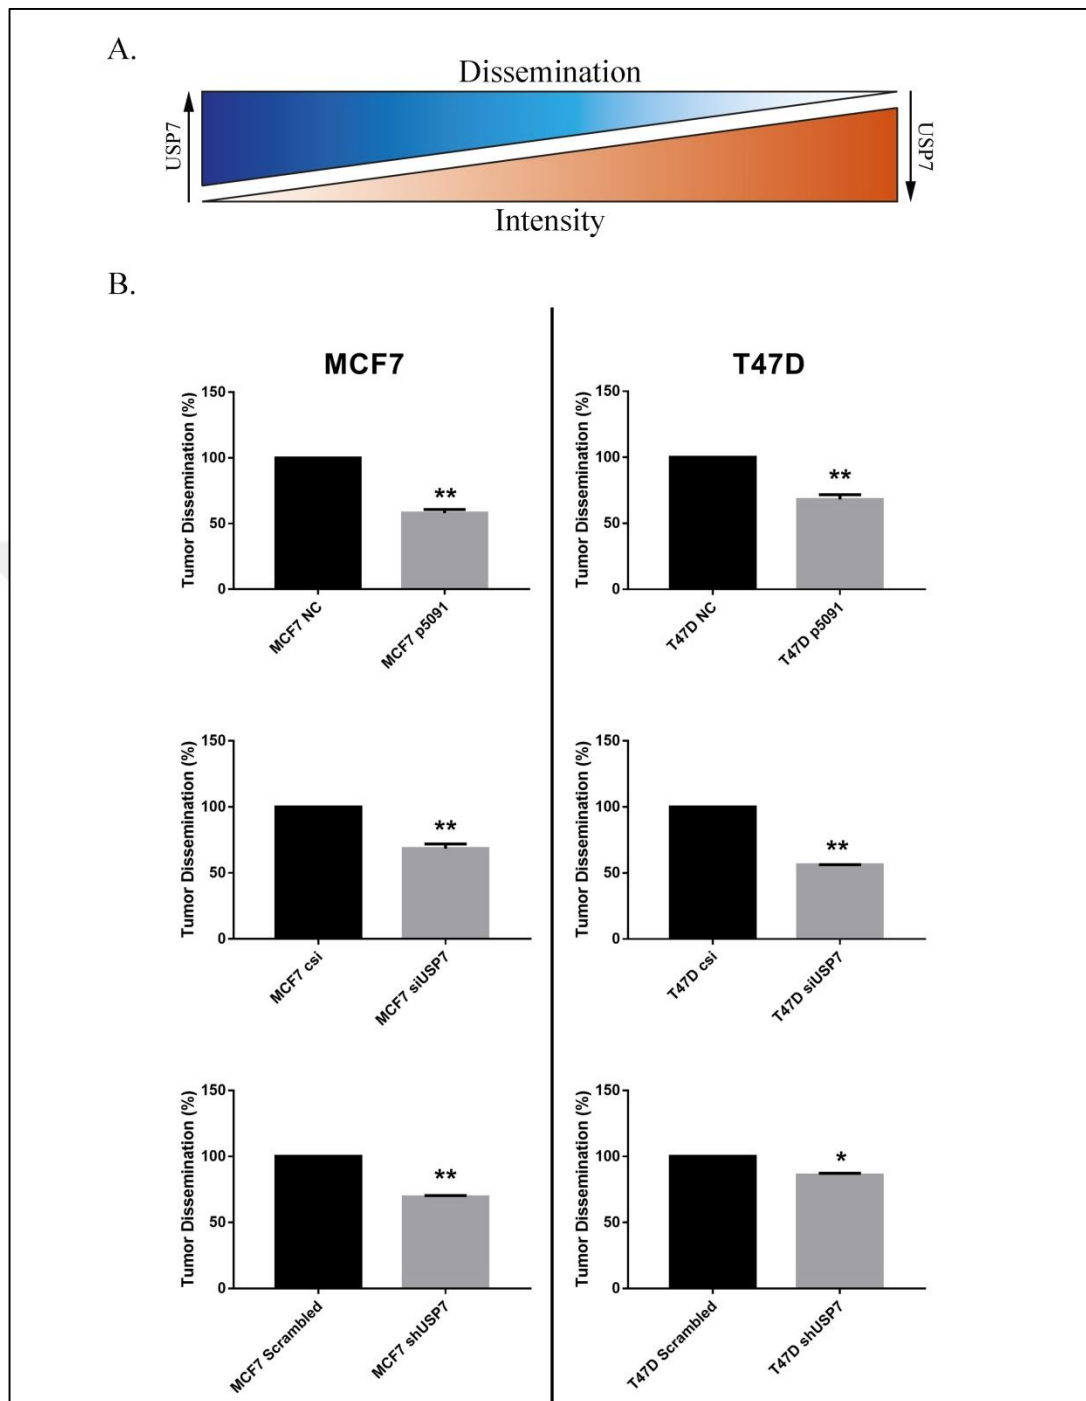 A.
Dissemination
USP7
USP7
Intensity
B.
MCF7
Tumor Dissemination (%)
150
100
50
0
**
MCF7 NC
MCF7 p5091
T47D
Tumor Dissemination (%)
150
100
50
0
**
T47D NC
T47D p5091
Tumor Dissemination (%)
150
100
50
0
**
MCF7 csi
MCF7 siUSP7
Tumor Dissemination (%)
150
100
50
0
**
T47D csi
T47D siUSP7
Tumor Dissemination (%)
150
100
50
0
**
MCF7 Scrambled
MCF7 shUSP7
Tumor Dissemination (%)
150
100
50
0
*
T47D Scrambled
T47D shUSP7